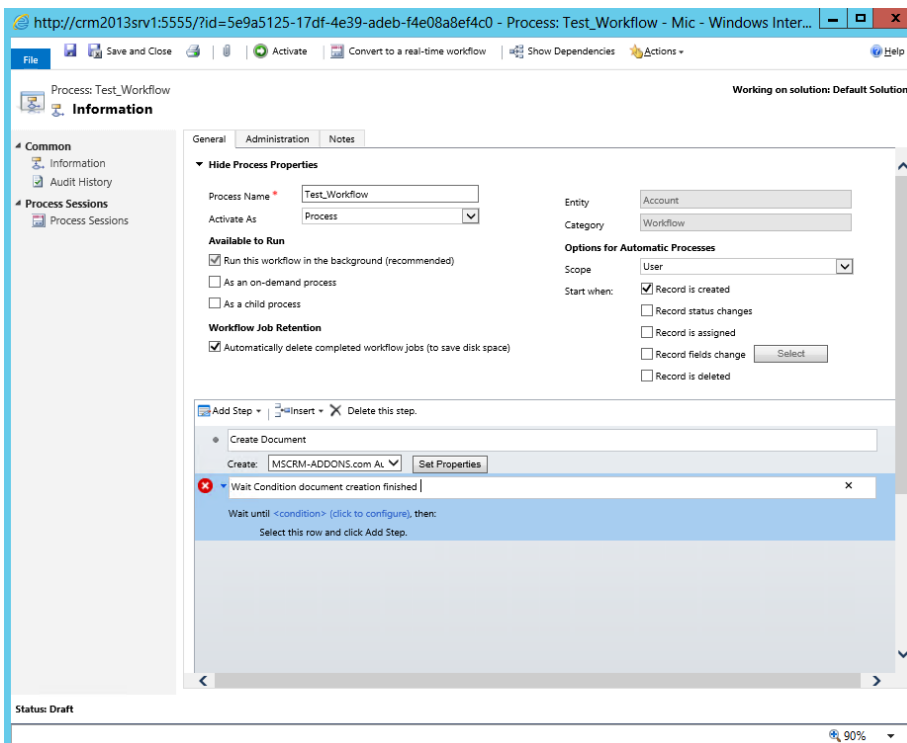 http://crm2013srv1:5555/?id=5e9a5125-17df-4e39-adeb-f4e08a8ef4c0 - Process: Test_Workflow - Mic - Windows Inter...
File
Save and Close
Activate
Convert to a real-time workflow
Show Dependencies
Actions
Help
Process: Test_Workflow
Information
Working on solution: Default Solution
Common
Information
Audit History
Process Sessions
Process Sessions
General
Administration
Notes
Hide Process Properties
Process Name *
Test_Workflow
Activate As
Process
Available to Run
Run this workflow in the background (recommended)
As an on-demand process
As a child process
Workflow Job Retention
Automatically delete completed workflow jobs (to save disk space)
Entity
Account
Category
Workflow
Options for Automatic Processes
Scope
User
Start when:
Record is created
Record status changes
Record is assigned
Record fields change
Select
Record is deleted
Add Step
Insert
Delete this step.
Create Document
Create:
MSCRM-ADDONS.com Au
Set Properties
Wait Condition document creation finished
Wait until <condition> (click to configure), then:
Select this row and click Add Step.
Status: Draft
90%